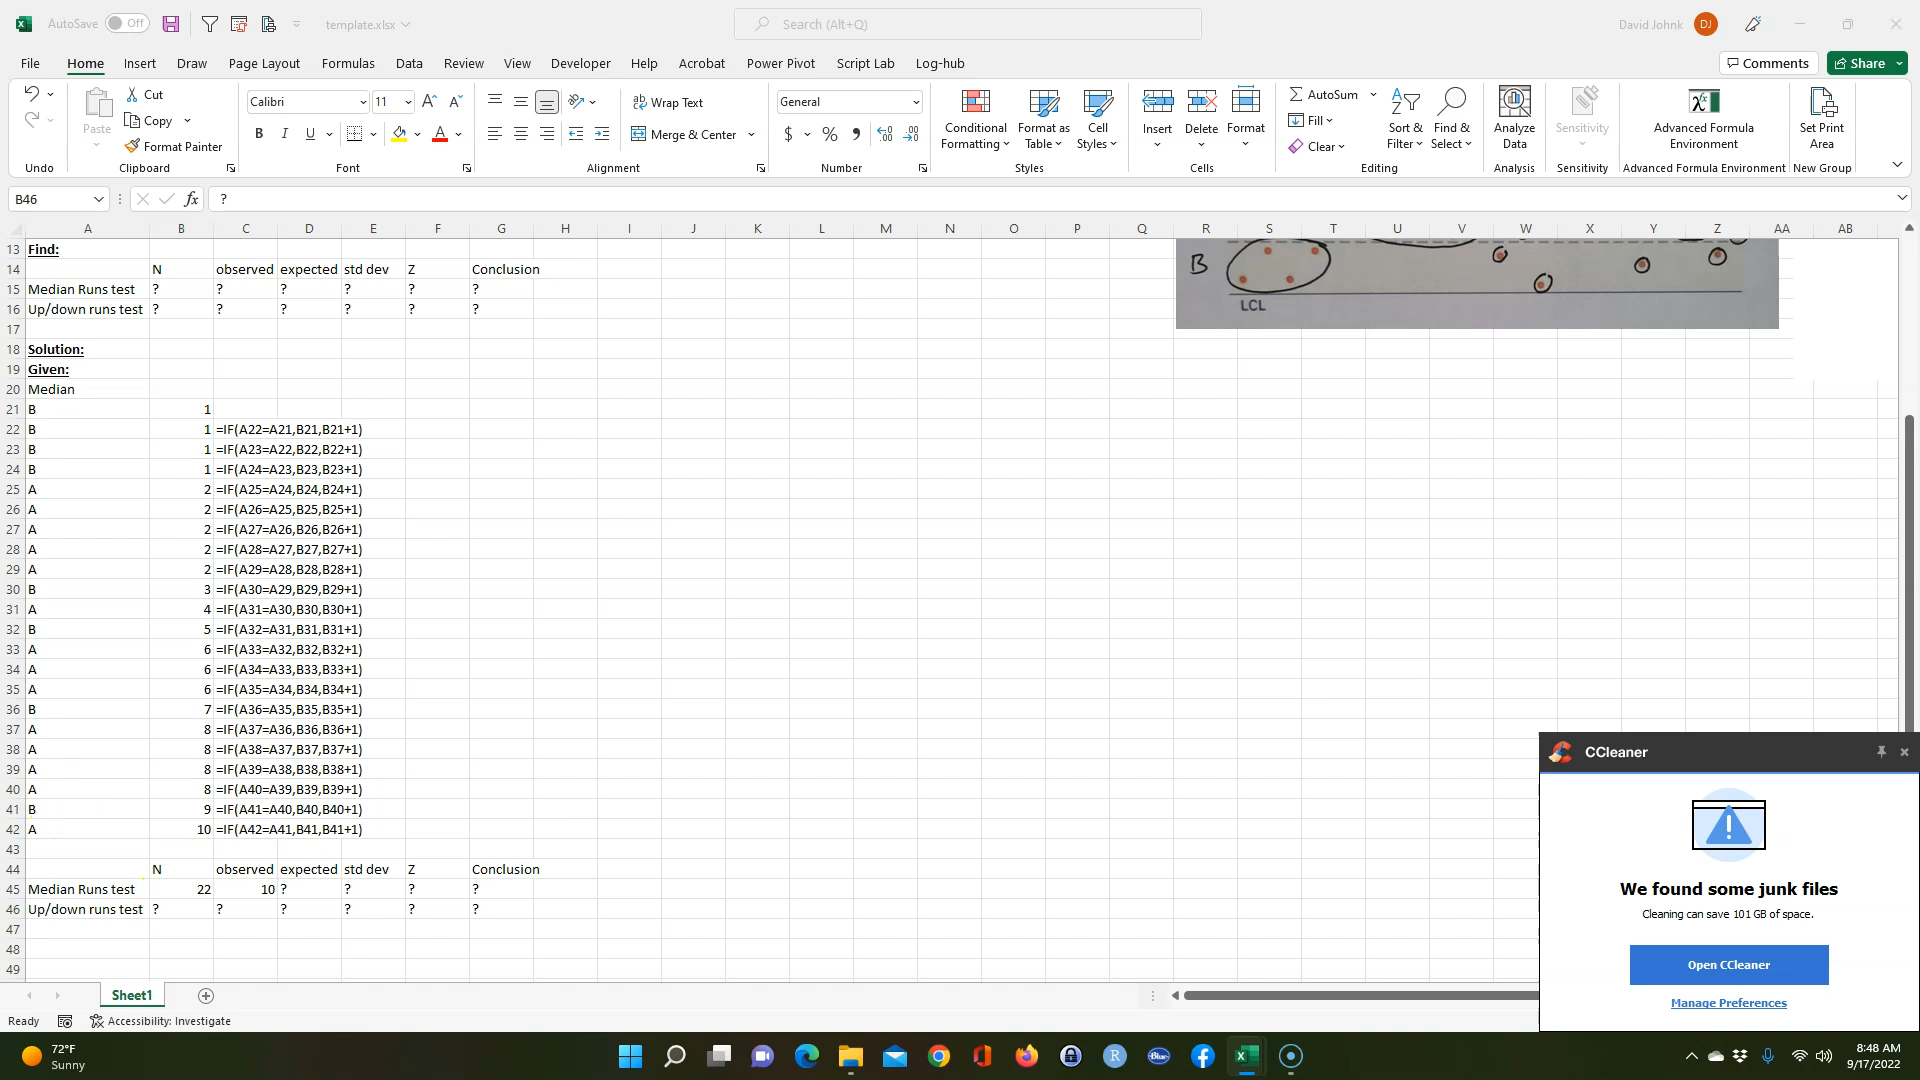 AutoSave Off template.xlsx Search (Alt+Q) David Johnk DJ
File Home Insert Draw Page Layout Formulas Data Review View Developer Help Acrobat Power Pivot Script Lab Log-hub Comments Share
Paste Cut Copy Format Painter
Calibri 11 B I U A
Wrap Text Merge & Center
General $ % ,
Conditional Formatting Format as Table Cell Styles Insert Delete Format
AutoSum Fill Clear Sort & Filter Find & Select
Analyze Data Sensitivity Advanced Formula Environment Set Print Area
Undo Clipboard Font Alignment Number Styles Cells Editing Analysis Sensitivity Advanced Formula Environment New Group
B46 fx ?
A B C D E F G H I J K L M N O P Q R S T U V W X Y Z AA AB
13 Find:
14 N observed expected std dev Z Conclusion
15 Median Runs test ? ? ? ? ? ?
16 Up/down runs test ? ? ? ? ? ?
B
LCL
17
18 Solution:
19 Given:
20 Median
21 B 1
22 B 1 =IF(A22=A21,B21,B21+1)
23 B 1 =IF(A23=A22,B22,B22+1)
24 B 1 =IF(A24=A23,B23,B23+1)
25 A 2 =IF(A25=A24,B24,B24+1)
26 A 2 =IF(A26=A25,B25,B25+1)
27 A 2 =IF(A27=A26,B26,B26+1)
28 A 2 =IF(A28=A27,B27,B27+1)
29 A 2 =IF(A29=A28,B28,B28+1)
30 B 3 =IF(A30=A29,B29,B29+1)
31 A 4 =IF(A31=A30,B30,B30+1)
32 B 5 =IF(A32=A31,B31,B31+1)
33 A 6 =IF(A33=A32,B32,B32+1)
34 A 6 =IF(A34=A33,B33,B33+1)
35 A 6 =IF(A35=A34,B34,B34+1)
36 B 7 =IF(A36=A35,B35,B35+1)
37 A 8 =IF(A37=A36,B36,B36+1)
38 A 8 =IF(A38=A37,B37,B37+1)
39 A 8 =IF(A39=A38,B38,B38+1)
40 A 8 =IF(A40=A39,B39,B39+1)
41 B 9 =IF(A41=A40,B40,B40+1)
42 A 10 =IF(A42=A41,B41,B41+1)
43
44 N observed expected std dev Z Conclusion
45 Median Runs test 22 10 ? ? ? ?
46 Up/down runs test ? ? ? ? ? ?
47
48
49
CCleaner
We found some junk files
Cleaning can save 101 GB of space.
Open CCleaner
Manage Preferences
Sheet1
Ready Accessibility: Investigate
72°F
Sunny
R
Blue
8:48 AM
9/17/2022